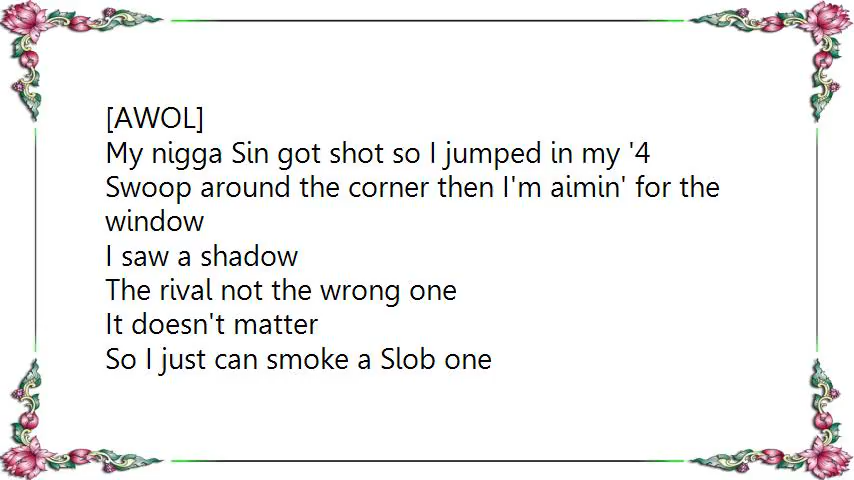 [AWOL]
My nigga Sin got shot so I jumped in my '4
Swoop around the corner then I'm aimin' for the
window
I saw a shadow
The rival not the wrong one
It doesn't matter
So I just can smoke a Slob one